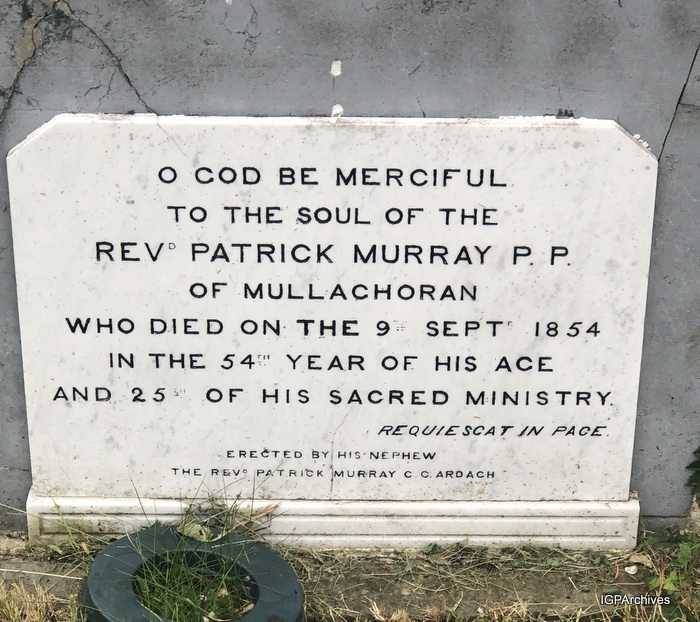 O GOD BE MERCIFUL
TO THE SOUL OF THE
REVD PATRICK MURRAY P. P.
OF MULLAGHORAN
WHO DIED ON THE 9TH SEPTR 1854
IN THE 54TH YEAR OF HIS AGE
AND 25TH OF HIS SACRED MINISTRY.
REQUIESCAT IN PACE.
ERECTED BY HIS NEPHEW
THE REVD PATRICK MURRAY C. C. ARDAGH
IGPArchives